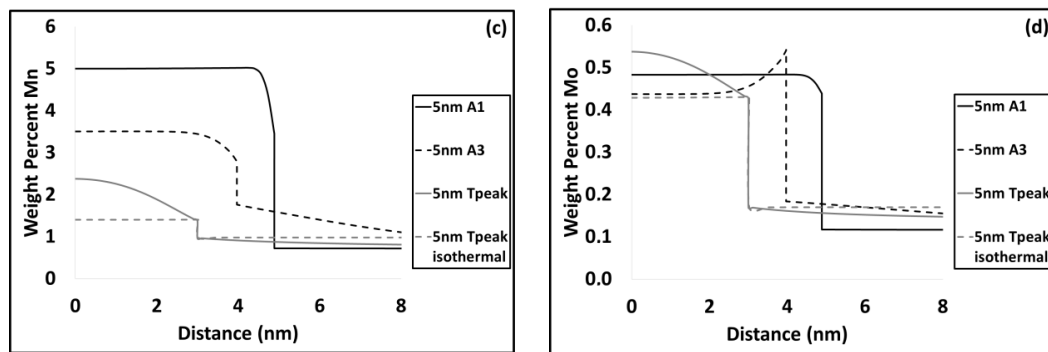 (c)
Weight Percent Mn
6
5
4
3
2
1
0
0 2 4 6 8
Distance (nm)
5nm A1
5nm A3
5nm Tpeak
5nm Tpeak
isothermal
(d)
Weight Percent Mo
0.6
0.5
0.4
0.3
0.2
0.1
0.0
0 2 4 6 8
Distance (nm)
5nm A1
5nm A3
5nm Tpeak
5nm Tpeak
isothermal